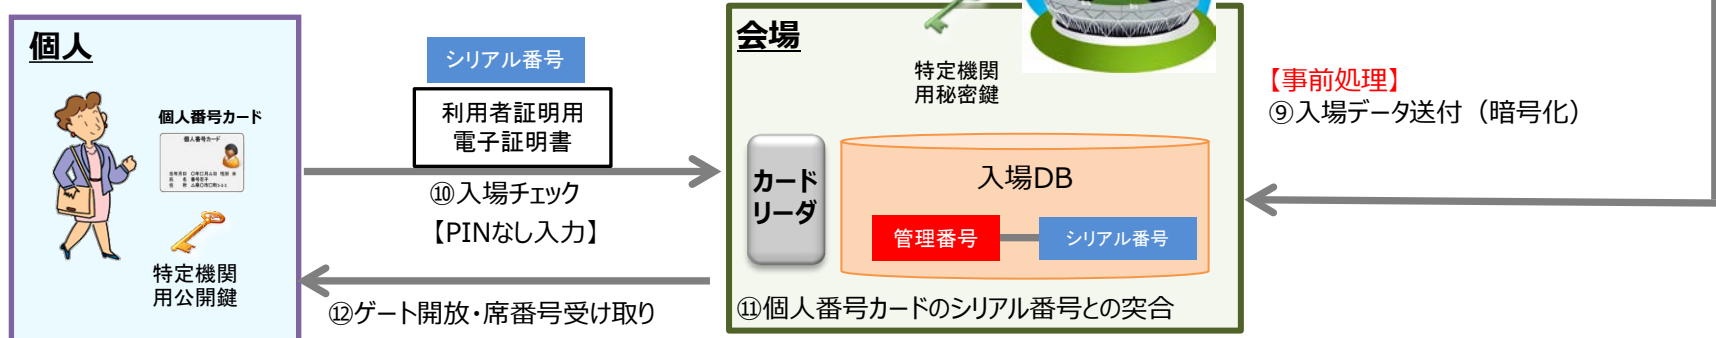 個人
個人番号カード
個人番号カード
特定機関
用公開鍵
シリアル番号
利用者証明用
電子証明書
⑩入場チェック
【PINなし入力】
⑫ゲート開放・席番号受け取り
会場
特定機関
用秘密鍵
カード
リーダ
入場DB
管理番号
シリアル番号
⑪個人番号カードのシリアル番号との突合
【事前処理】
⑨入場データ送付（暗号化）